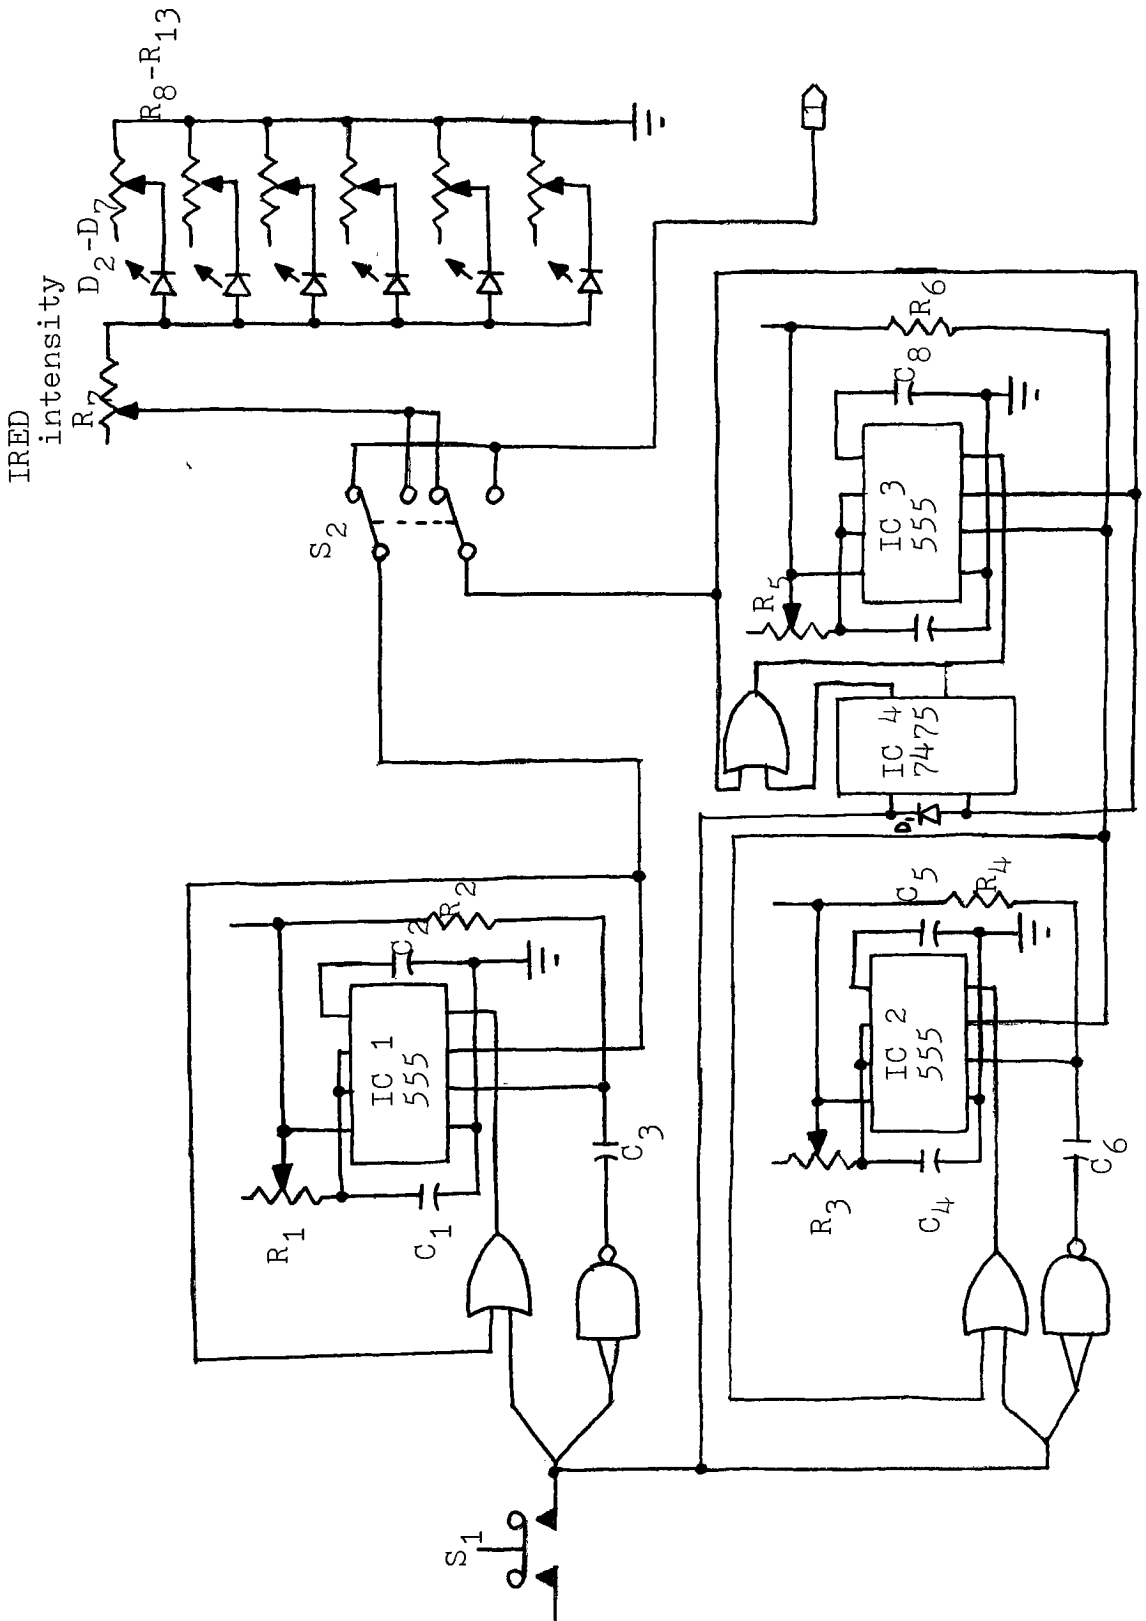 IRED
intensity
R7
D2-D7
R8-R13
S2
1
S1
R1
C1
IC 1
555
C2
R2
C3
R3
C4
IC 2
555
C5
R4
C6
D1
IC 4
7475
R5
IC 3
555
C8
R6